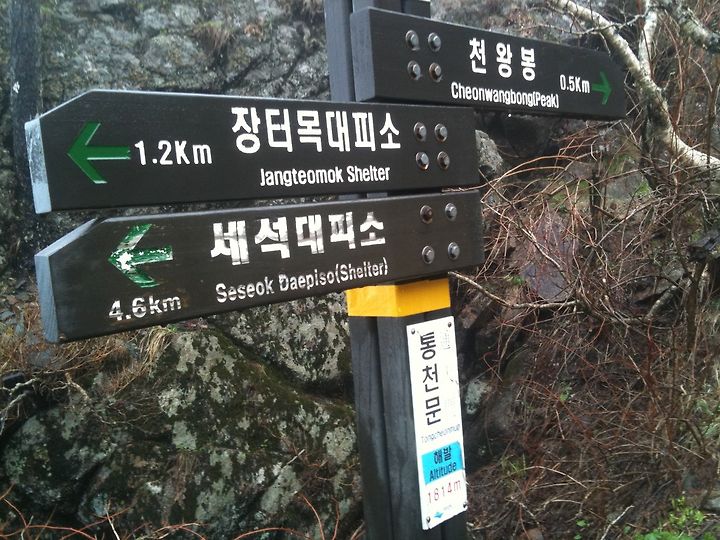 천왕봉
0.5Km
Cheonwangbong(Peak)
장터목대피소
1.2Km
Jangteomok Shelter
세석대피소
4.6km
Seseok Daepiso(Shelter)
통천문
해발
Altitude
1814m